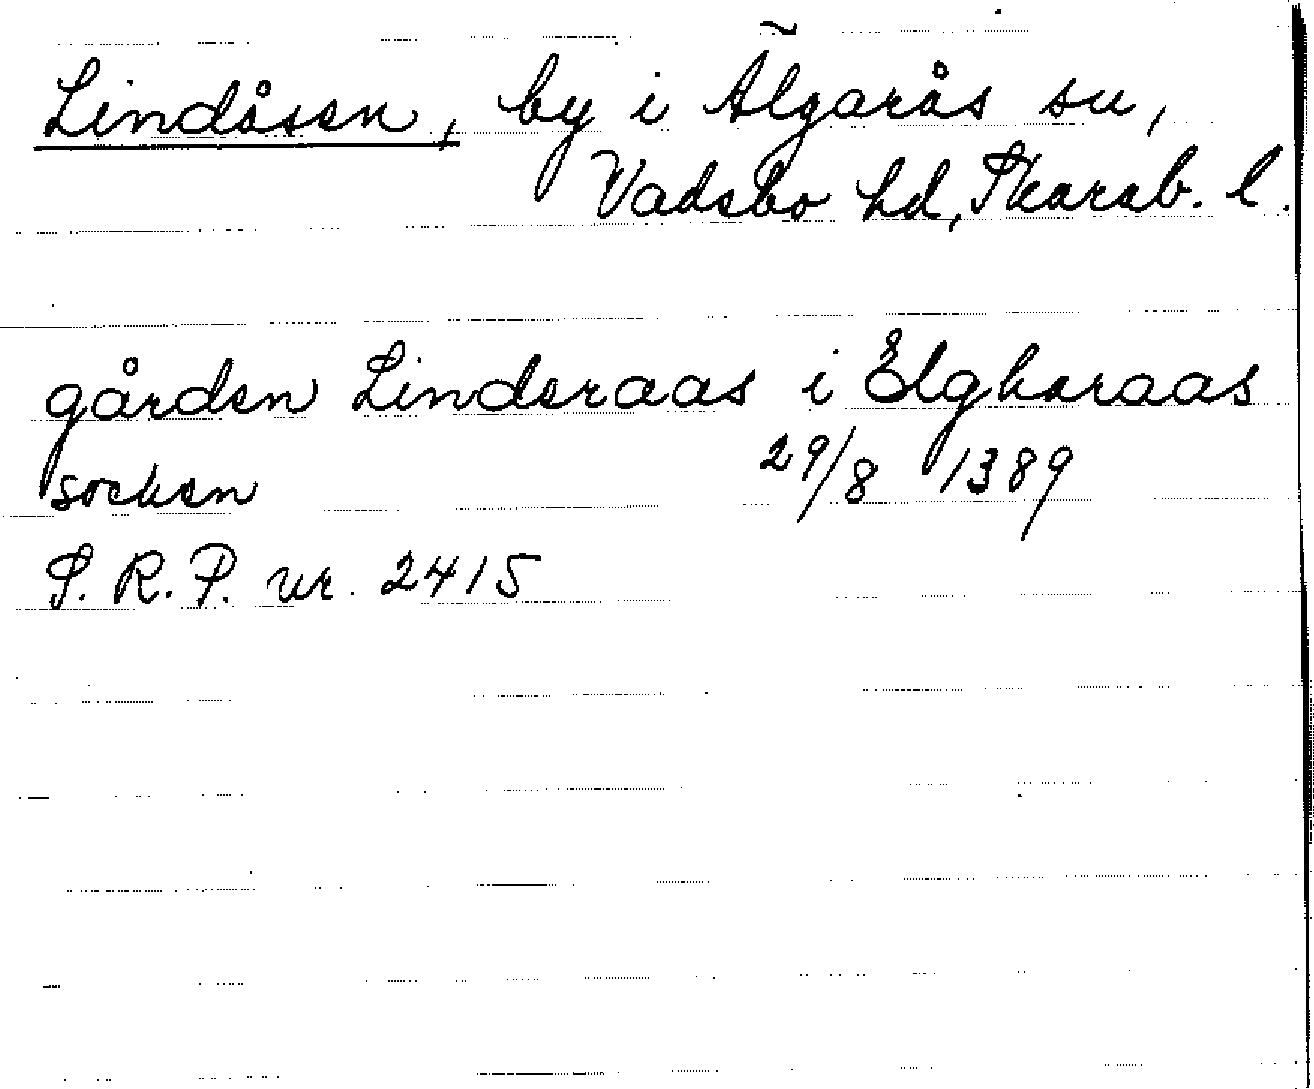 Lindåsen, by i Älgarås sn,
Vadsbo hd, Skarab. l.
gården Linderaas i Elgharaas
socken 29/8 1389
S. R. P. nr. 2415